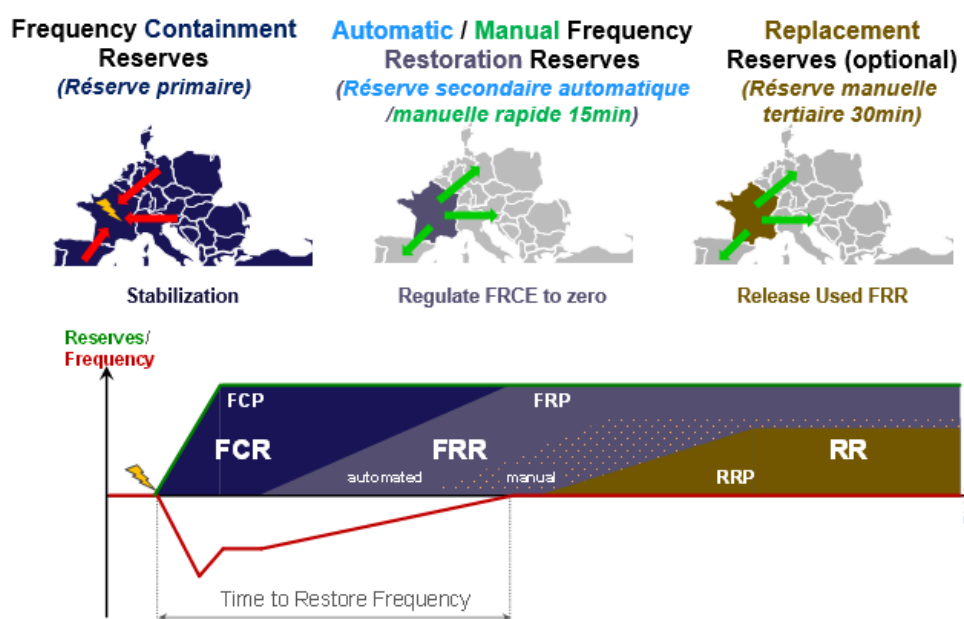 Frequency Containment
Reserves
(Réserve primaire)
Automatic / Manual Frequency
Restoration Reserves
(Réserve secondaire automatique
/manuelle rapide 15min)
Replacement
Reserves (optional)
(Réserve manuelle
tertiaire 30min)
Stabilization
Regulate FRCE to zero
Release Used FRR
Reserves/
Frequency
FCP
FRP
FCR
FRR
RR
automated
manual
RRP
Time to Restore Frequency